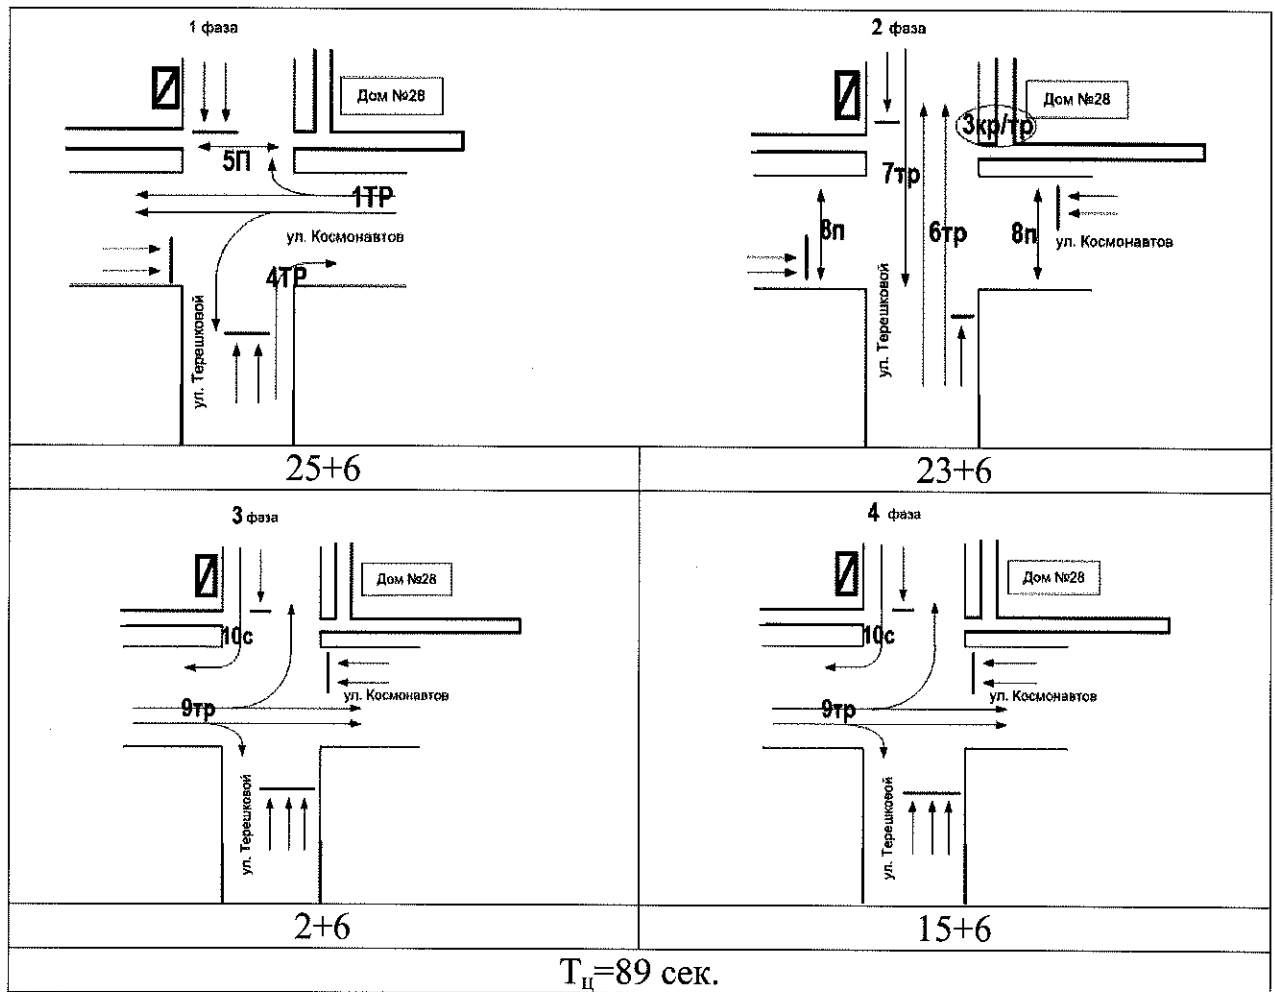 1 фаза
Дом №28
5П
1ТР
ул. Космонавтов
4ТР
ул. Терешковой
25+6
2 фаза
Дом №28
3кр/тр
7тр
8п
6тр
8п
ул. Космонавтов
ул. Терешковой
23+6
3 фаза
Дом №28
10с
ул. Космонавтов
9тр
ул. Терешковой
2+6
4 фаза
Дом №28
10с
ул. Космонавтов
9тр
ул. Терешковой
15+6
Тц=89 сек.